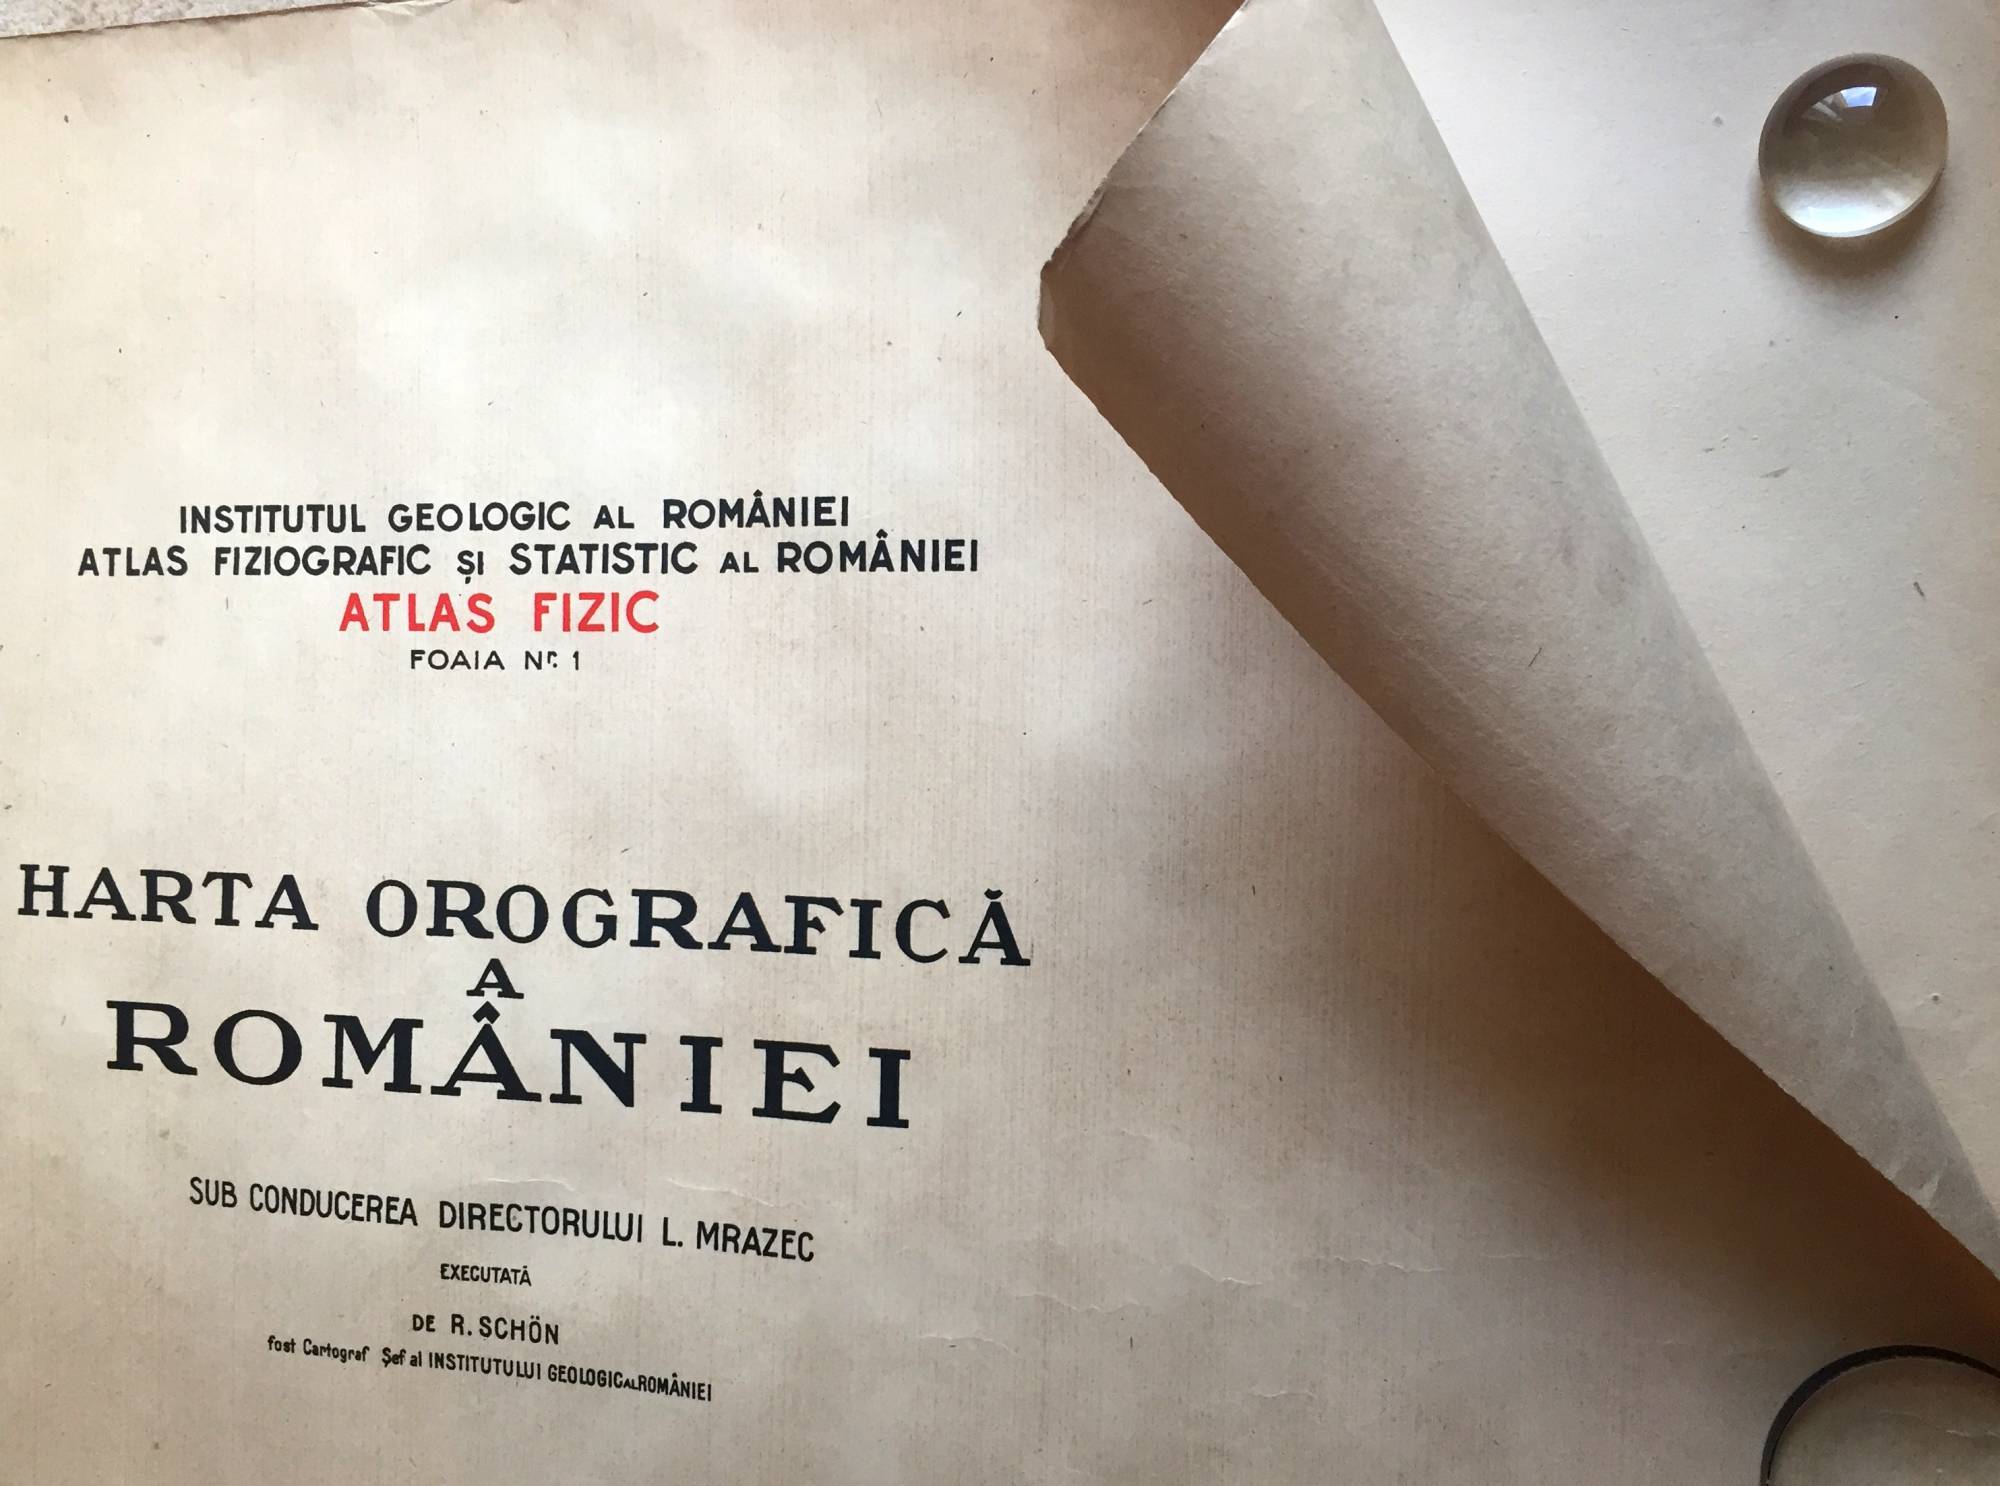 INSTITUTUL GEOLOGIC AL ROMÂNIEI
ATLAS FIZIOGRAFIC ȘI STATISTIC AL ROMÂNIEI
ATLAS FIZIC
FOAIA Nr. 1
HARTA OROGRAFICĂ
A
ROMÂNIEI
SUB CONDUCEREA DIRECTORULUI L. MRAZEC
EXECUTATĂ
DE R. SCHÖN
fost Cartograf Șef al INSTITUTULUI GEOLOGIC AL ROMÂNIEI